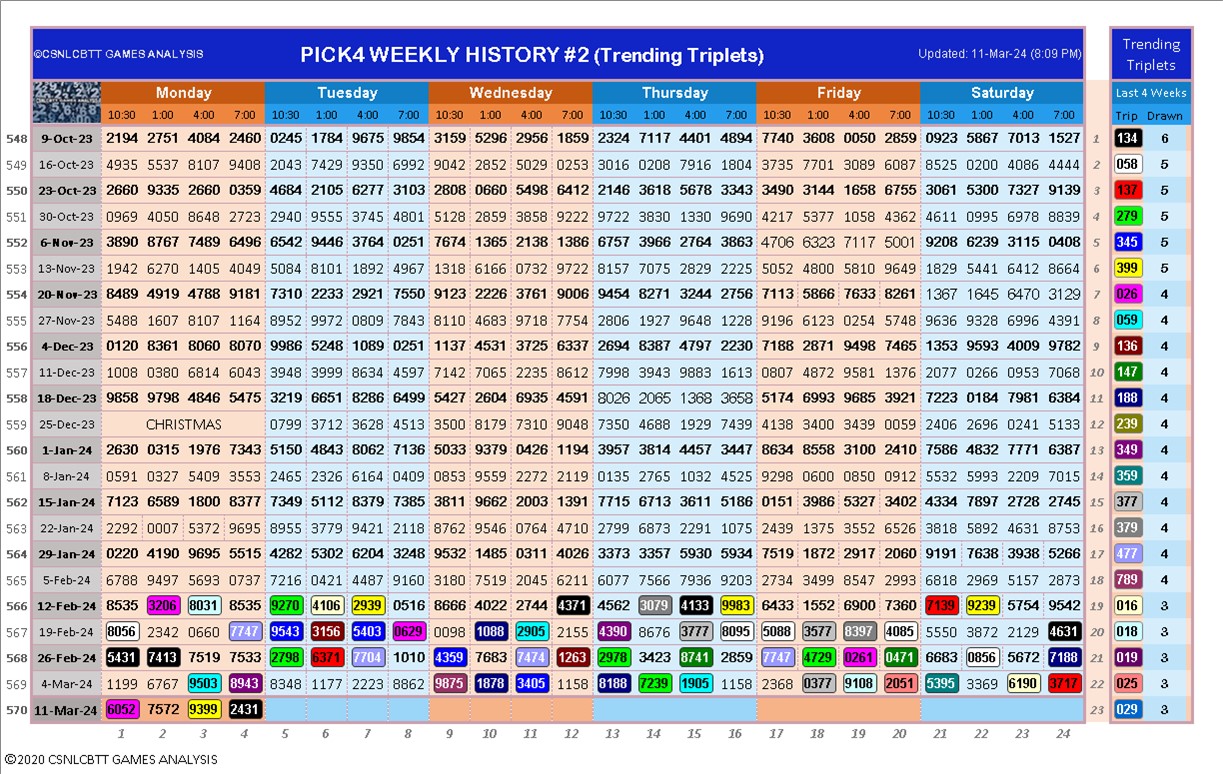 ©CSNLCBTT GAMES ANALYSIS PICK4 WEEKLY HISTORY #2 (Trending Triplets) Updated: 11-Mar-24 (8:09 PM) Trending Triplets
Monday Tuesday Wednesday Thursday Friday Saturday Last 4 Weeks
10:30 1:00 4:00 7:00 10:30 1:00 4:00 7:00 10:30 1:00 4:00 7:00 10:30 1:00 4:00 7:00 10:30 1:00 4:00 7:00 10:30 1:00 4:00 7:00 Trip Drawn
548 9-Oct-23 2194 2751 4084 2460 0245 1784 9675 9854 3159 5296 2956 1859 2324 7117 4401 4894 7740 3608 0050 2859 0923 5867 7013 1527 1 134 6
549 16-Oct-23 4935 5537 8107 9408 2043 7429 9350 6950 9042 2852 5029 0253 3016 0208 7916 1804 3735 7701 3089 6087 8525 0200 4086 4444 2 058 5
550 23-Oct-23 2660 9335 2660 0359 4684 2105 6277 3103 2808 0660 5498 6412 2146 3618 5678 3343 3490 3144 1658 6755 3061 5300 7327 9139 3 137 5
551 30-Oct-23 0969 4050 8648 2723 2940 9555 3745 4801 5128 2859 3858 9222 9722 3830 1330 9690 4217 5377 1058 4362 4611 0995 6978 8839 4 279 5
552 6-Nov-23 3890 8767 7489 6496 6542 9446 3764 0251 7674 1365 2138 1386 6757 3966 2764 3863 4706 6323 7117 5001 9208 6239 3115 0408 5 345 5
553 13-Nov-23 1942 6270 1405 4049 5084 8101 1892 4967 1318 6166 0732 9722 8157 7075 2829 2225 5052 4800 5810 9649 1829 5441 6412 8664 6 399 5
554 20-Nov-23 8489 4919 4788 9181 7310 2233 2921 7550 9123 2226 3761 9006 9454 8271 3244 2756 7113 5866 7633 8261 1367 1645 6470 3129 7 026 4
555 27-Nov-23 5488 1607 8107 1164 8952 9972 0809 7843 8110 4683 9718 7754 2806 1927 9648 1228 9196 6123 0254 5748 9636 9328 6996 4391 8 059 4
556 4-Dec-23 0120 8361 8060 8070 9986 5248 1089 0251 1137 4531 3725 6337 2694 8387 4797 2230 7188 2871 9498 7465 1353 9593 4009 9782 9 136 4
557 11-Dec-23 1008 0380 6814 6043 3948 3999 8634 4597 7142 7065 2235 8612 7998 3943 9883 1613 0807 4872 9581 1376 2077 0266 0953 7068 10 147 4
558 18-Dec-23 9858 9798 4846 5475 3219 6651 8286 6499 5427 2604 6935 4591 8026 2065 1368 3658 5174 6993 9685 3921 7223 0184 7981 6384 11 188 4
559 25-Dec-23 CHRISTMAS 0799 3712 3628 4513 3500 8179 7310 9048 7350 4688 1929 7439 4138 3400 3439 0059 2406 2696 0241 5133 12 239 4
560 1-Jan-24 2630 0315 1976 7343 5150 4843 8062 7136 5033 9379 0426 1194 3957 3814 4457 3447 8634 8558 3100 2410 7586 4832 7771 6387 13 349 4
561 8-Jan-24 0591 0327 5409 3553 2465 2328 6164 0405 0853 9559 2272 2119 0135 2765 1032 4525 9298 0600 0850 0912 5532 5993 2209 7015 14 359 4
562 15-Jan-24 7123 6589 1800 8377 7349 5112 8379 7385 3811 9662 2003 1391 7715 6713 3611 5186 0151 3986 5327 3402 4334 7897 2728 2745 15 377 4
563 22-Jan-24 2292 0007 5372 9695 8955 3779 9421 2118 8762 9546 0764 4710 2799 6873 2291 1075 2439 1375 3552 6526 3818 5892 4631 8753 16 379 4
564 29-Jan-24 0220 4190 9695 5515 4282 5302 6204 3248 9532 1485 0311 4026 3373 3357 5930 5934 7519 1872 2917 2060 9191 7638 3938 5266 17 477 4
565 5-Feb-24 6788 9497 5693 0737 7216 0421 4487 9160 3180 7519 2045 6211 6077 7566 7936 9203 2734 3499 8547 2993 6818 2969 5157 2873 18 789 4
566 12-Feb-24 8535 3206 8031 8535 9270 4106 2939 0516 8666 4022 2744 4371 4562 3079 4133 9983 6433 1552 6900 7360 7139 9239 5754 9542 19 016 3
567 19-Feb-24 8056 2342 0660 7747 9543 3156 5403 0629 0098 1088 2905 2155 4390 8676 3777 8095 5088 3577 8397 4085 5550 3872 2129 4631 20 018 3
568 26-Feb-24 5431 7413 7519 7533 2798 6371 7704 1010 4359 7683 7474 1263 2978 3423 8741 2859 7747 4729 0261 0471 6683 0856 5672 7188 21 019 3
569 4-Mar-24 1199 6767 9503 8943 8348 1177 2223 8862 9875 1878 3405 1158 8188 7239 1905 1158 2368 0377 9108 2051 5395 3369 6190 3717 22 025 3
570 11-Mar-24 6052 7572 9399 2431 23 029 3
1 2 3 4 5 6 7 8 9 10 11 12 13 14 15 16 17 18 19 20 21 22 23 24
©2020 CSNLCBTT GAMES ANALYSIS